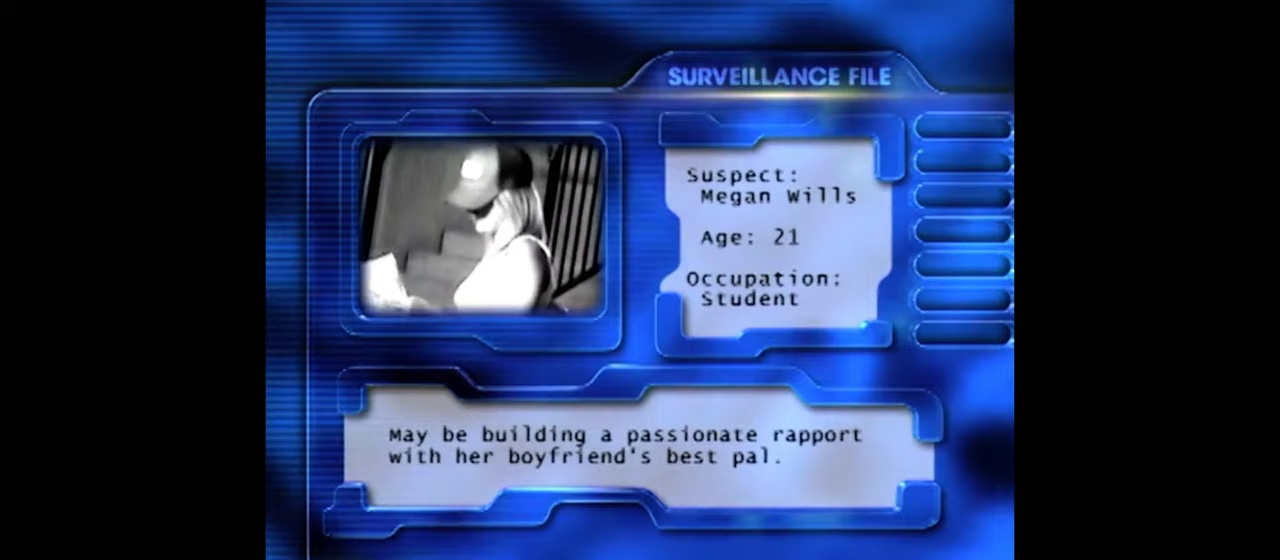 SURVEILLANCE FILE
Suspect:
Megan Wills
Age: 21
Occupation:
Student
May be building a passionate rapport
with her boyfriend's best pal.